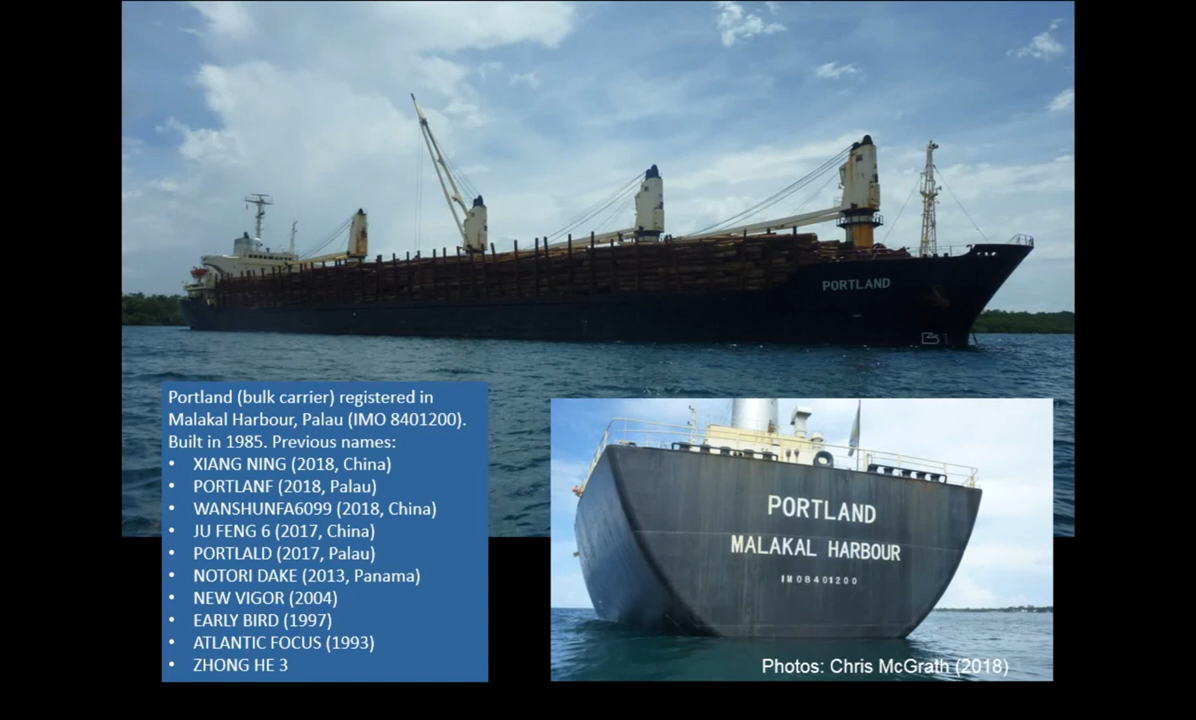 PORTLAND
Portland (bulk carrier) registered in
Malakal Harbour, Palau (IMO 8401200).
Built in 1985. Previous names:
• XIANG NING (2018, China)
• PORTLANF (2018, Palau)
• WANSHUNFA6099 (2018, China)
• JU FENG 6 (2017, China)
• PORTLALD (2017, Palau)
• NOTORI DAKE (2013, Panama)
• NEW VIGOR (2004)
• EARLY BIRD (1997)
• ATLANTIC FOCUS (1993)
• ZHONG HE 3
PORTLAND
MALAKAL HARBOUR
IMO8401200
Photos: Chris McGrath (2018)